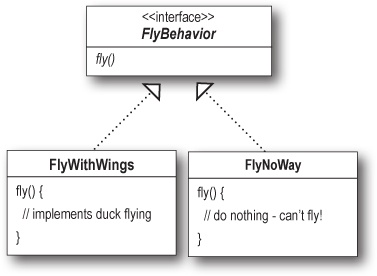 <<interface>>
FlyBehavior
fly()
FlyWithWings
fly() {
// implements duck flying
}
FlyNoWay
fly() {
// do nothing - can't fly!
}